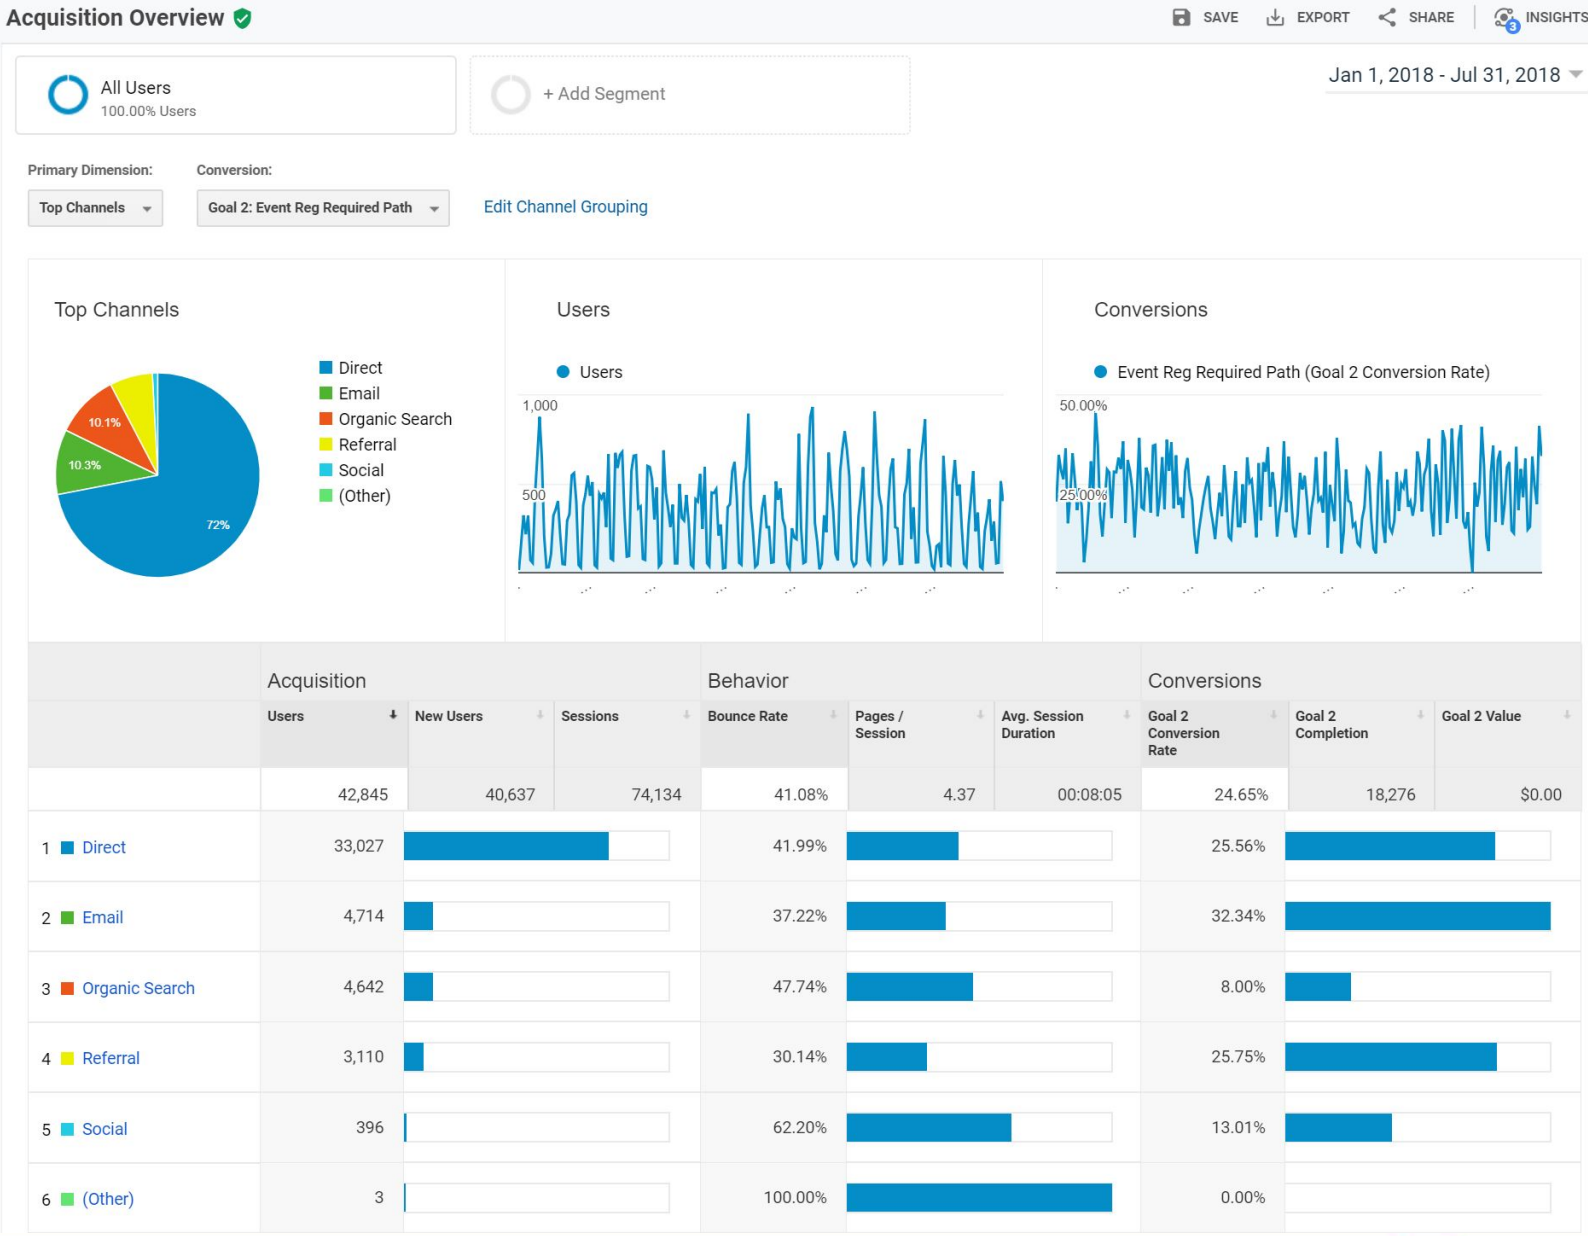 Acquisition Overview
SAVE
EXPORT
SHARE
3
INSIGHTS
All Users
100.00% Users
+ Add Segment
Jan 1, 2018 - Jul 31, 2018
Primary Dimension:
Conversion:
Top Channels
Goal 2: Event Reg Required Path
Edit Channel Grouping
Top Channels
Direct
Email
Organic Search
Referral
Social
(Other)
10.1%
10.3%
72%
Users
Users
1,000
500
Conversions
Event Reg Required Path (Goal 2 Conversion Rate)
50.00%
25.00%
Acquisition Behavior Conversions
Users New Users Sessions Bounce Rate Pages / Session Avg. Session Duration Goal 2 Conversion Rate Goal 2 Completion Goal 2 Value
42,845 40,637 74,134 41.08% 4.37 00:08:05 24.65% 18,276 $0.00
1 Direct 33,027 41.99% 25.56%
2 Email 4,714 37.22% 32.34%
3 Organic Search 4,642 47.74% 8.00%
4 Referral 3,110 30.14% 25.75%
5 Social 396 62.20% 13.01%
6 (Other) 3 100.00% 0.00%